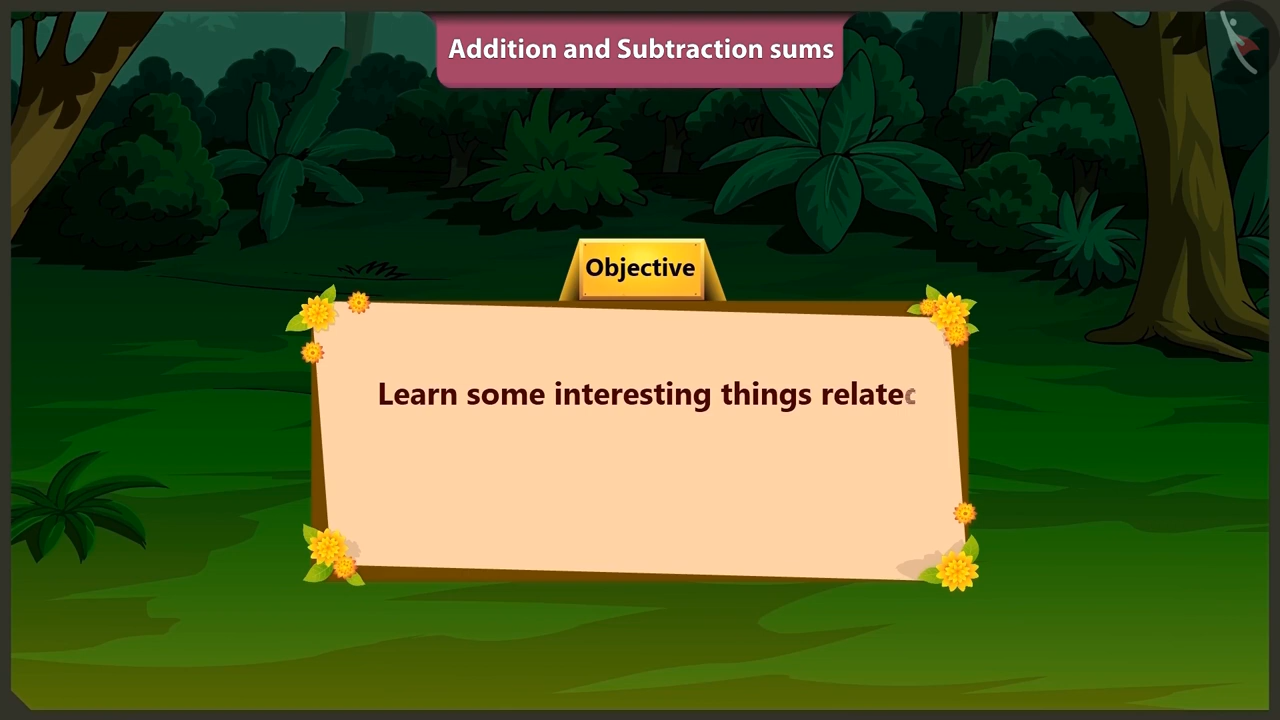 Addition and Subtraction sums
Objective
Learn some interesting things relatec